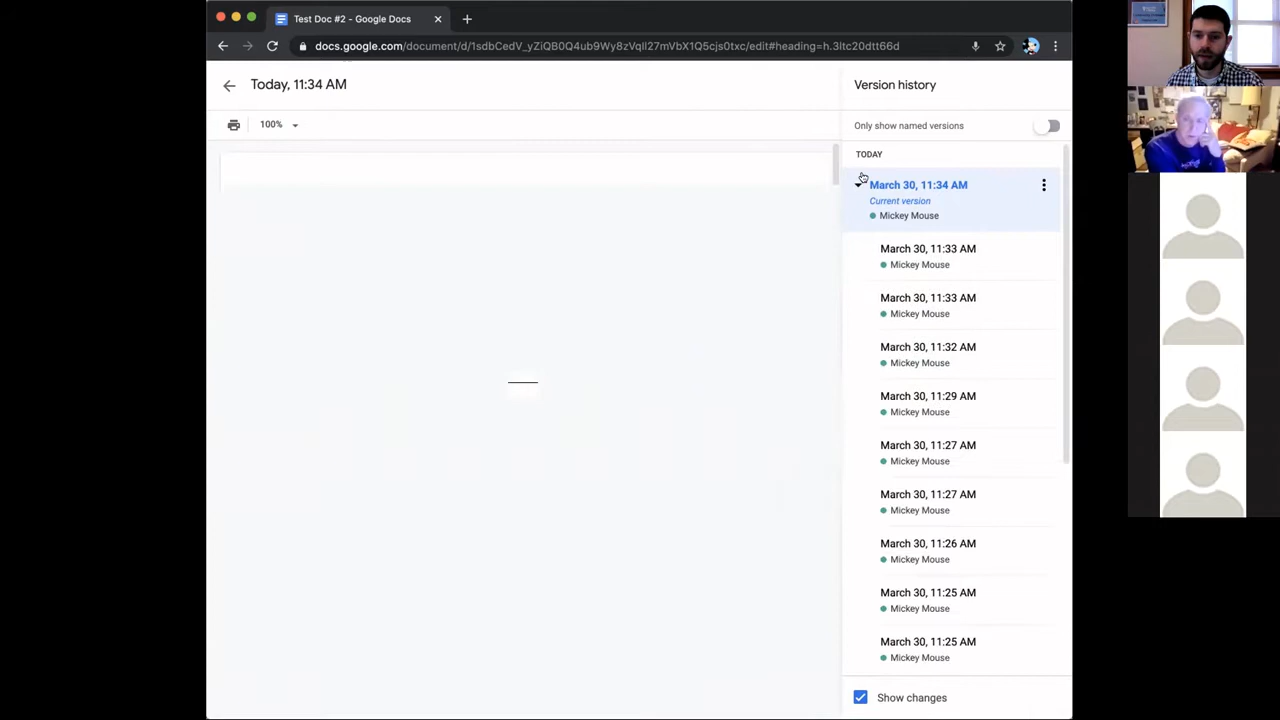 Test Doc #2 - Google Docs
docs.google.com/document/d/1sdbCedV_yZiQB0Q4ub9Wy8zVqII27mVbX1Q5cjs0txc/edit#heading=h.3ltc20dtt66d
Today, 11:34 AM
100%
Version history
Only show named versions
TODAY
March 30, 11:34 AM
Current version
Mickey Mouse
March 30, 11:33 AM
Mickey Mouse
March 30, 11:33 AM
Mickey Mouse
March 30, 11:32 AM
Mickey Mouse
March 30, 11:29 AM
Mickey Mouse
March 30, 11:27 AM
Mickey Mouse
March 30, 11:27 AM
Mickey Mouse
March 30, 11:26 AM
Mickey Mouse
March 30, 11:25 AM
Mickey Mouse
March 30, 11:25 AM
Mickey Mouse
Show changes